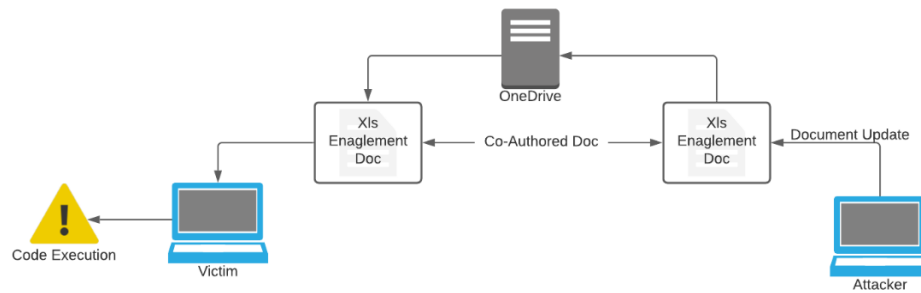 OneDrive
Xls
Enaglement
Doc
Co-Authored Doc
Xls
Enaglement
Doc
Document Update
Code Execution
Victim
Attacker